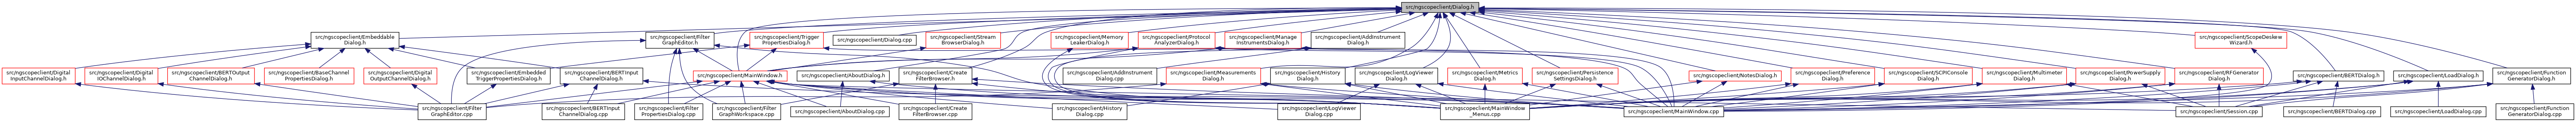 src/ngscopeclient/Dialog.h
src/ngscopeclient/Embeddable
Dialog.h
src/ngscopeclient/Filter
GraphEditor.h
src/ngscopeclient/Trigger
PropertiesDialog.h
src/ngscopeclient/Dialog.cpp
src/ngscopeclient/Stream
BrowserDialog.h
src/ngscopeclient/Memory
LeakerDialog.h
src/ngscopeclient/Protocol
AnalyzerDialog.h
src/ngscopeclient/Manage
InstrumentsDialog.h
src/ngscopeclient/AddInstrument
Dialog.h
src/ngscopeclient/ScopeDeskew
Wizard.h
src/ngscopeclient/Digital
InputChannelDialog.h
src/ngscopeclient/Digital
IOChannelDialog.h
src/ngscopeclient/BERTOutput
ChannelDialog.h
src/ngscopeclient/BaseChannel
PropertiesDialog.h
src/ngscopeclient/Digital
OutputChannelDialog.h
src/ngscopeclient/Embedded
TriggerPropertiesDialog.h
src/ngscopeclient/BERTInput
ChannelDialog.h
src/ngscopeclient/MainWindow.h
src/ngscopeclient/AboutDialog.h
src/ngscopeclient/Create
FilterBrowser.h
src/ngscopeclient/AddInstrument
Dialog.cpp
src/ngscopeclient/Measurements
Dialog.h
src/ngscopeclient/History
Dialog.h
src/ngscopeclient/LogViewer
Dialog.h
src/ngscopeclient/Metrics
Dialog.h
src/ngscopeclient/Persistence
SettingsDialog.h
src/ngscopeclient/NotesDialog.h
src/ngscopeclient/Preference
Dialog.h
src/ngscopeclient/SCPIConsole
Dialog.h
src/ngscopeclient/Multimeter
Dialog.h
src/ngscopeclient/PowerSupply
Dialog.h
src/ngscopeclient/RFGenerator
Dialog.h
src/ngscopeclient/BERTDialog.h
src/ngscopeclient/LoadDialog.h
src/ngscopeclient/Function
GeneratorDialog.h
src/ngscopeclient/Filter
GraphEditor.cpp
src/ngscopeclient/BERTInput
ChannelDialog.cpp
src/ngscopeclient/Filter
PropertiesDialog.cpp
src/ngscopeclient/Filter
GraphWorkspace.cpp
src/ngscopeclient/AboutDialog.cpp
src/ngscopeclient/Create
FilterBrowser.cpp
src/ngscopeclient/History
Dialog.cpp
src/ngscopeclient/LogViewer
Dialog.cpp
src/ngscopeclient/MainWindow
_Menus.cpp
src/ngscopeclient/MainWindow.cpp
src/ngscopeclient/Session.cpp
src/ngscopeclient/BERTDialog.cpp
src/ngscopeclient/LoadDialog.cpp
src/ngscopeclient/Function
GeneratorDialog.cpp